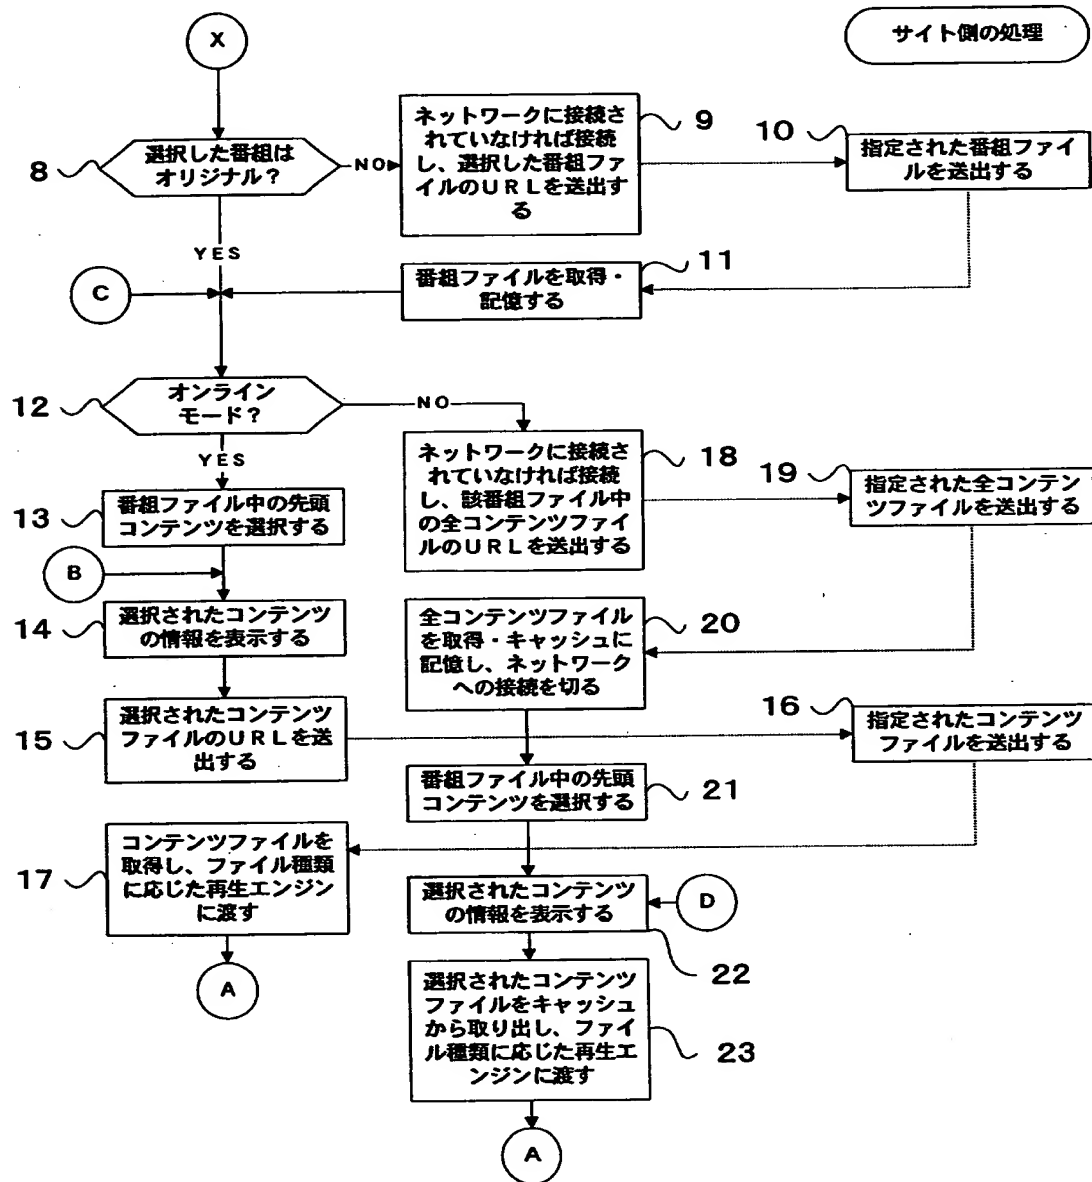 X
サイト側の処理
8
選択した番組は
オリジナル？
NO
ネットワークに接続さ
れていなければ接続
し、選択した番組ファ
イルのURLを送出す
る
9
10
指定された番組ファイ
ルを送出する
YES
C
番組ファイルを取得・
記憶する
11
12
オンライン
モード？
NO
YES
ネットワークに接続さ
れていなければ接続
し、該番組ファイル中
の全コンテンツファイ
ルのURLを送出する
18
19
指定された全コンテン
ツファイルを送出する
13
番組ファイル中の先頭
コンテンツを選択する
B
14
選択されたコンテンツ
の情報を表示する
全コンテンツファイル
を取得・キャッシュに
記憶し、ネットワーク
への接続を切る
20
15
選択されたコンテンツ
ファイルのURLを送
出する
16
指定されたコンテンツ
ファイルを送出する
番組ファイル中の先頭
コンテンツを選択する
21
17
コンテンツファイルを
取得し、ファイル種類
に応じた再生エンジン
に渡す
選択されたコンテンツ
の情報を表示する
D
22
A
選択されたコンテンツ
ファイルをキャッシュ
から取り出し、ファイ
ル種類に応じた再生エ
ンジンに渡す
23
A